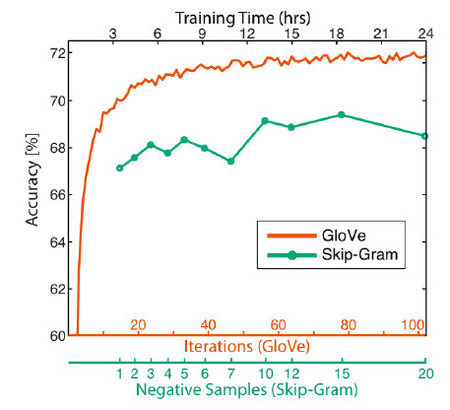 Training Time (hrs)
3 6 9 12 15 18 21 24
Accuracy [%]
72
70
68
66
64
62
60
GloVe
Skip-Gram
20 40 60 80 100
Iterations (GloVe)
1 2 3 4 5 6 7 10 12 15 20
Negative Samples (Skip-Gram)